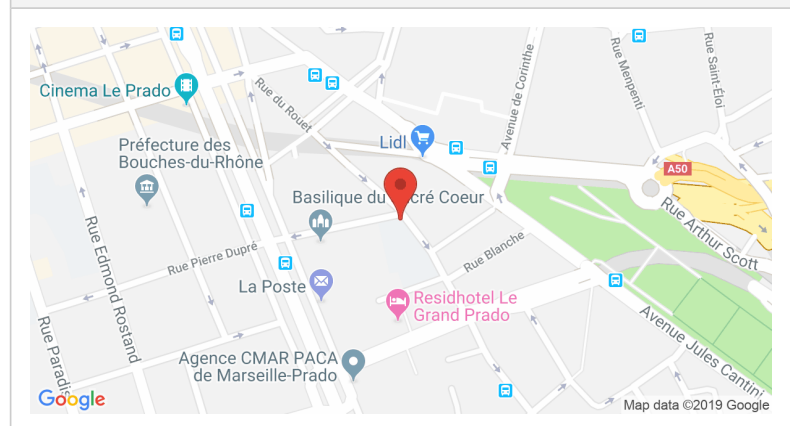 Cinema Le Prado
Rue du Rouet
Avenue de Corinthe
Rue Menpenti
Rue Saint-Éloi
Lidl
Préfecture des
Bouches-du-Rhône
A50
Basilique du
cré Coeur
Rue Arthur Scott
Rue Edmond Rostand
Rue Pierre Dupré
Rue Blanche
La Poste
Residhotel Le
Grand Prado
Rue Paradis
Agence CMAR PACA
de Marseille-Prado
Avenue Jules Cantini
Google
Map data ©2019 Google